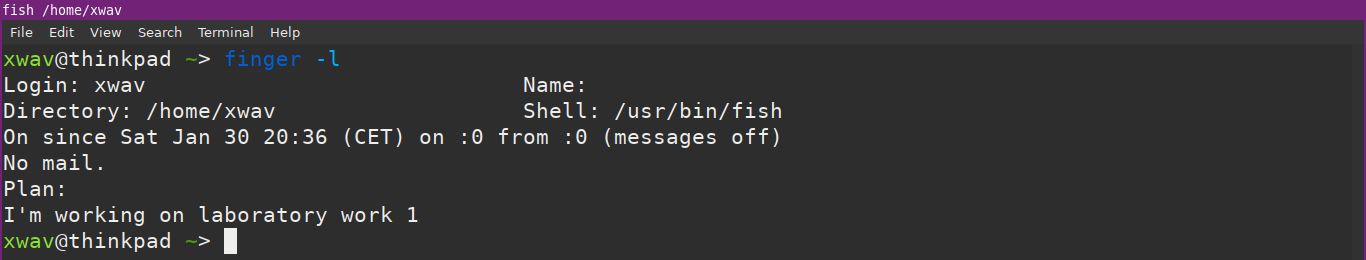 fish /home/xwav
File Edit View Search Terminal Help
xwav@thinkpad ~> finger -l
Login: xwav                             Name:
Directory: /home/xwav                   Shell: /usr/bin/fish
On since Sat Jan 30 20:36 (CET) on :0 from :0 (messages off)
No mail.
Plan:
I'm working on laboratory work 1
xwav@thinkpad ~>